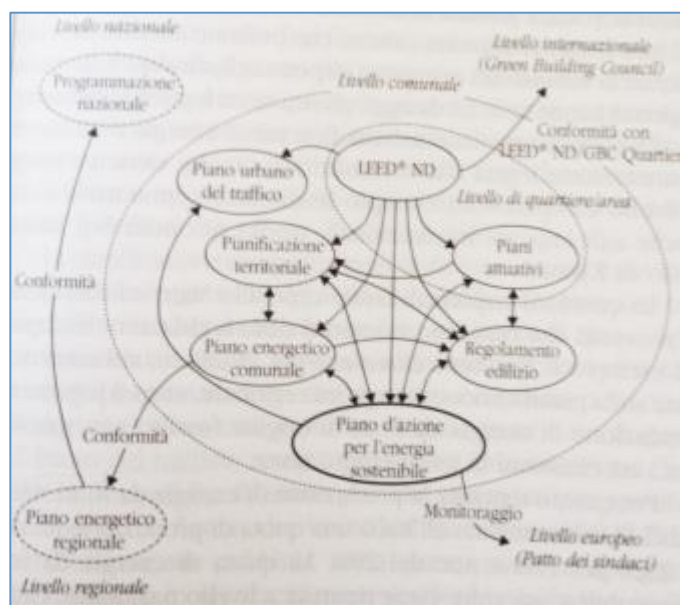 Livello nazionale
Programmazione
nazionale
Livello internazionale
(Green Building Council)
Livello comunale
Conformità con
LEED® ND/GBC Quartieri
LEED® ND
Piano urbano
del traffico
Livello di quartiere/area
Pianificazione
territoriale
Piani
attuativi
Conformità
Piano energetico
comunale
Regolamento
edilizio
Piano d'azione
per l'energia
sostenibile
Conformità
Piano energetico
regionale
Livello regionale
Monitoraggio
Livello europeo
(Patto dei sindaci)